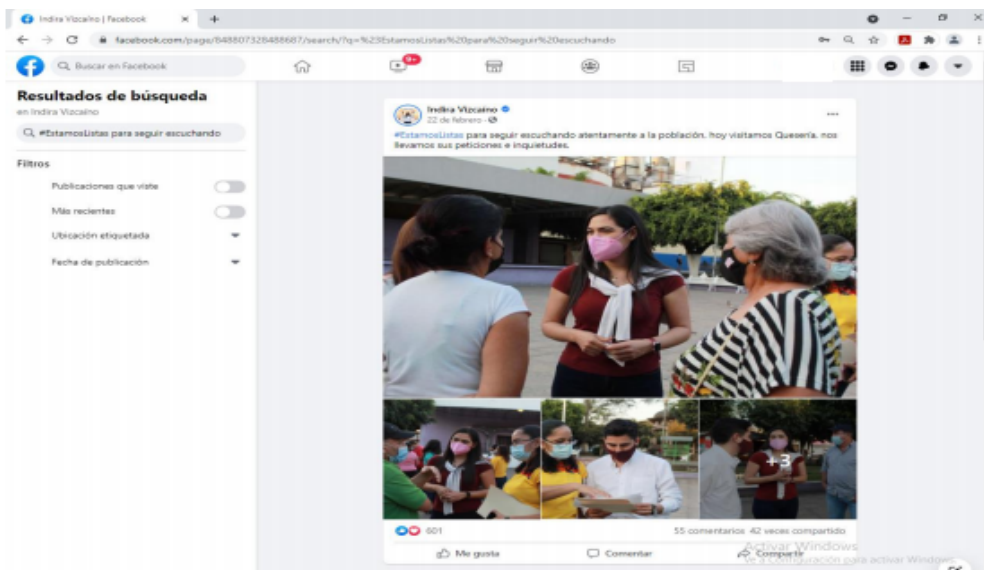 Indira Vizcaíno | Facebook
facebook.com/page/848807328488687/search/?q=%23EstamosListas%20para%20seguir%20escuchando
Buscar en Facebook
9+
Resultados de búsqueda
en Indira Vizcaíno
#EstamosListas para seguir escuchando
Filtros
Publicaciones que viste
Más recientes
Ubicación etiquetada
Fecha de publicación
Indira Vizcaíno
22 de febrero
#EstamosListas para seguir escuchando atentamente a la población, hoy visitamos Quesería, nos
llevamos sus peticiones e inquietudes.
+3
601
55 comentarios 42 veces compartido
Me gusta
Comentar
Compartir
Activar Windows
Ve a Configuración para activar Windows.